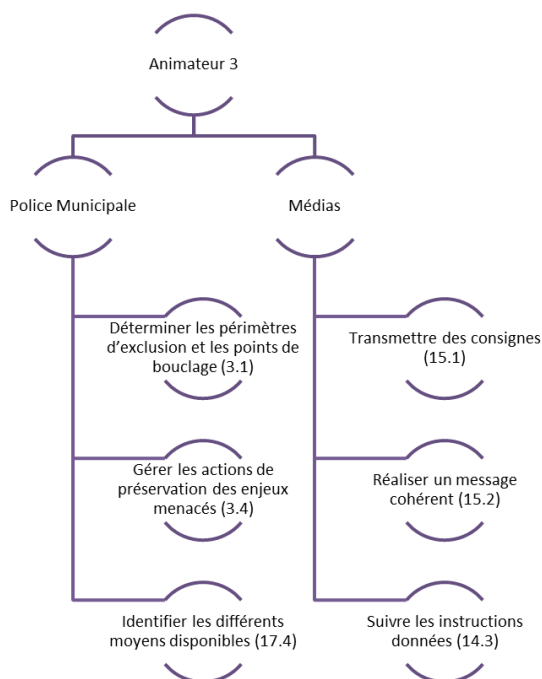 Animateur 3
Police Municipale
Médias
Déterminer les périmètres
d'exclusion et les points de
bouclage (3.1)
Transmettre des consignes
(15.1)
Gérer les actions de
préservation des enjeux
menacés (3.4)
Réaliser un message
cohérent (15.2)
Identifier les différents
moyens disponibles (17.4)
Suivre les instructions
données (14.3)